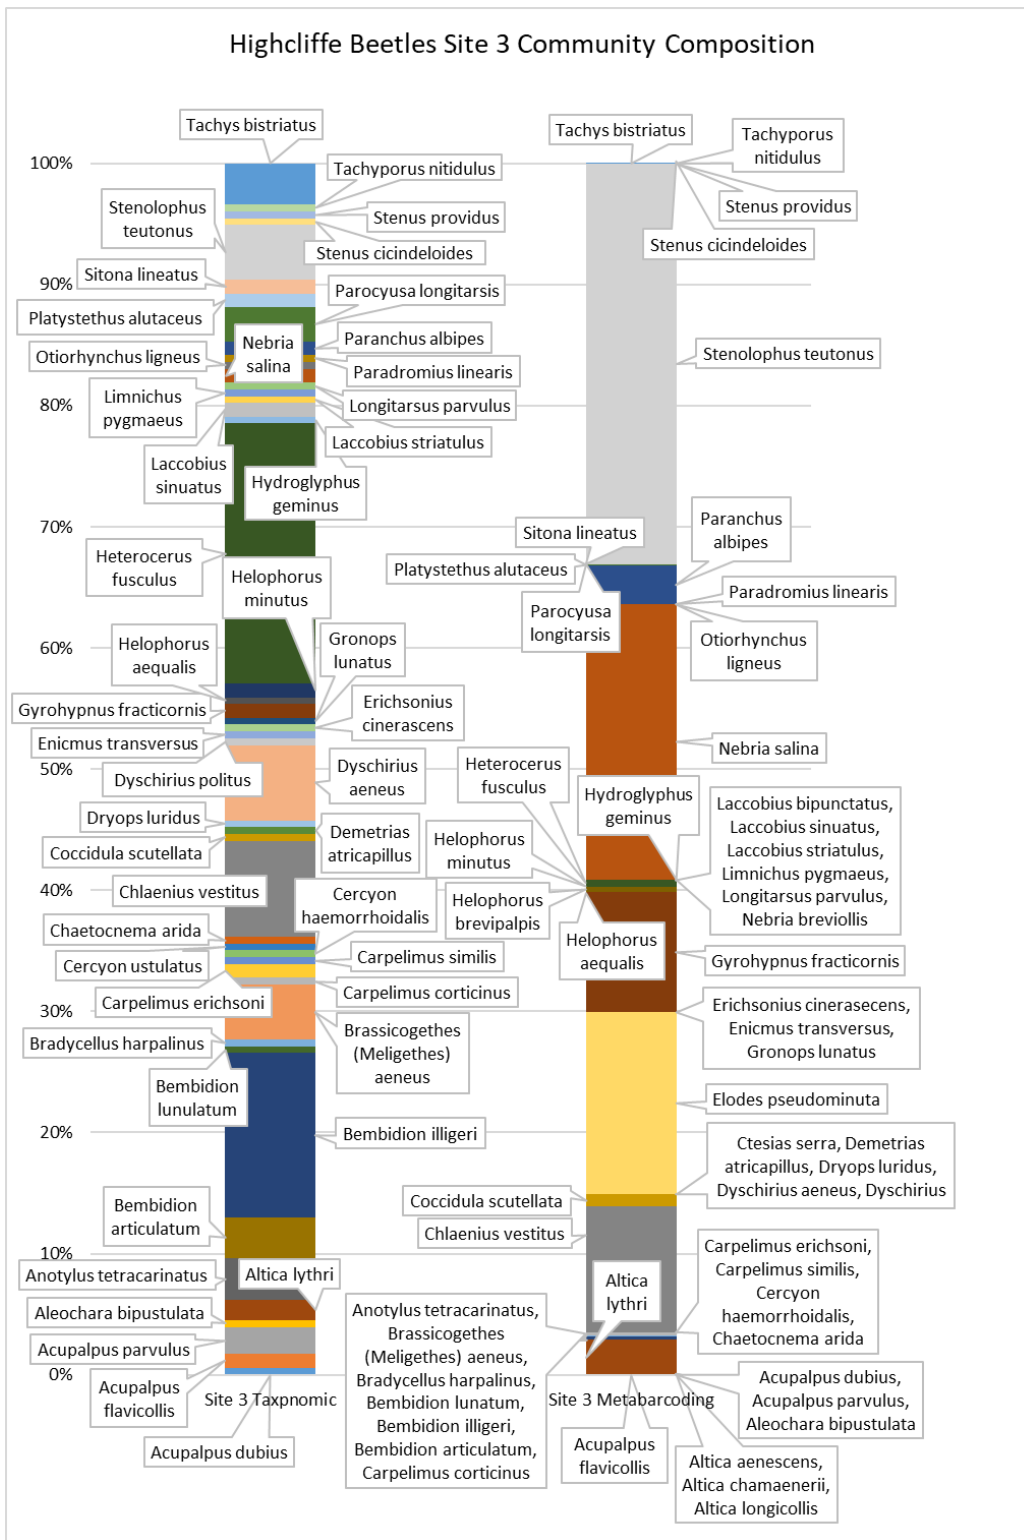 Highcliffe Beetles Site 3 Community Composition
Tachys bistriatus
Tachys bistriatus
Tachyporus
nitidulus
100%
Tachyporus nitidulus
Stenolophus
teutonus
Stenus providus
Stenus providus
Stenus cicindeloides
Stenus cicindeloides
Sitona lineatus
90%
Parocyusa longitarsis
Platystethus alutaceus
Nebria
salina
Paranchus albipes
Otiorhynchus ligneus
Stenolophus teutonus
Paradromius linearis
Limnichus
pygmaeus
80%
Longitarsus parvulus
Laccobius striatulus
Laccobius
sinuatus
Hydroglyphus
geminus
70%
Sitona lineatus
Paranchus
albipes
Heterocerus
fusculus
Helophorus
minutus
Platystethus alutaceus
Paradromius linearis
Parocyusa
longitarsis
Gronops
lunatus
Otiorhynchus
ligneus
60%
Helophorus
aequalis
Gyrohypnus fracticornis
Erichsonius
cinerascens
Enicmus transversus
Nebria salina
50%
Dyschirius politus
Dyschirius
aeneus
Heterocerus
fusculus
Hydroglyphus
geminus
Laccobius bipunctatus,
Laccobius sinuatus,
Laccobius striatulus,
Limnichus pygmaeus,
Longitarsus parvulus,
Nebria breviollis
Dryops luridus
Demetrias
atricapillus
Helophorus
minutus
Coccidula scutellata
40%
Chlaenius vestitus
Cercyon
haemorrhoidalis
Helophorus
brevipalpis
Chaetocnema arida
Helophorus
aequalis
Carpelimus similis
Gyrohypnus fracticornis
Cercyon ustulatus
Carpelimus erichsoni
Carpelimus corticinus
30%
Erichsonius cinerasecens,
Enicmus transversus,
Gronops lunatus
Bradycellus harpalinus
Brassicogethes
(Meligethes)
aeneus
Bembidion
lunulatum
Elodes pseudominuta
20%
Bembidion illigeri
Ctesias serra, Demetrias
atricapillus, Dryops luridus,
Dyschirius aeneus, Dyschirius
Coccidula scutellata
Bembidion
articulatum
Chlaenius vestitus
10%
Carpelimus erichsoni,
Carpelimus similis,
Cercyon
haemorrhoidalis,
Chaetocnema arida
Anotylus tetracarinatus
Altica lythri
Altica
lythri
Aleochara bipustulata
Acupalpus parvulus
Anotylus tetracarinatus,
Brassicogethes
(Meligethes) aeneus,
Bradycellus harpalinus,
Bembidion lunatum,
Bembidion illigeri,
Bembidion articulatum,
Carpelimus corticinus
0%
Acupalpus
flavicollis
Site 3 Taxpnomic
Site 3 Metabarcoding
Acupalpus dubius,
Acupalpus parvulus,
Aleochara bipustulata
Acupalpus dubius
Acupalpus
flavicollis
Altica aenescens,
Altica chamaenerii,
Altica longicollis